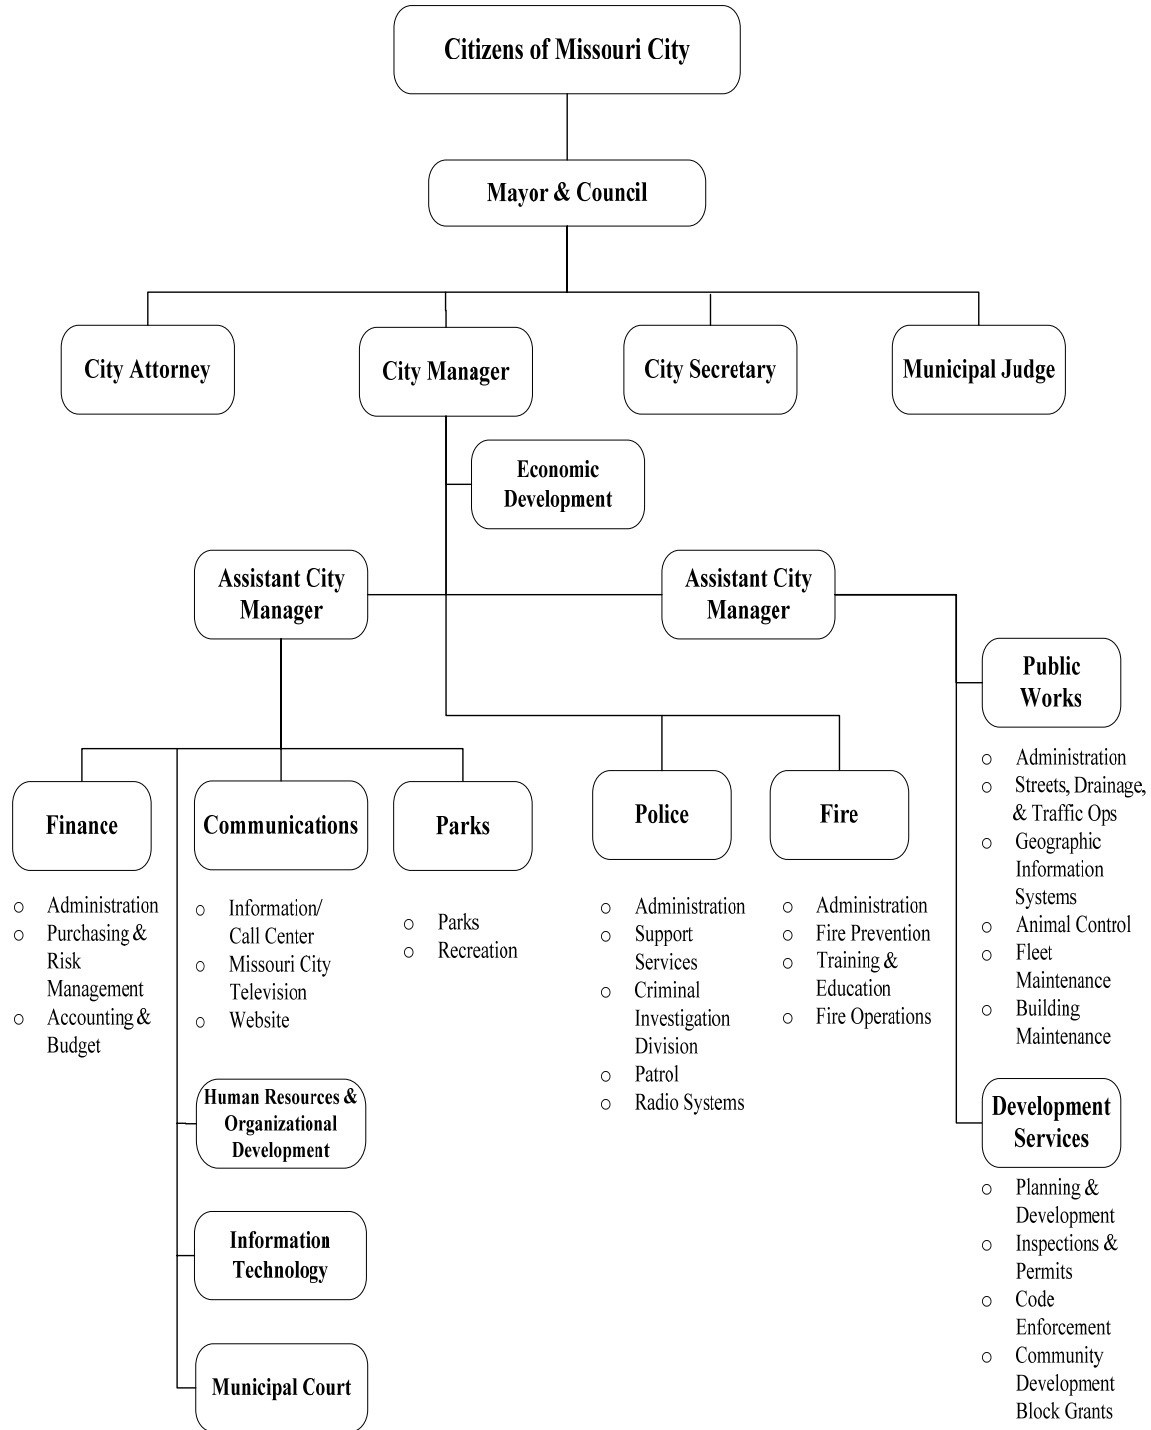 Citizens of Missouri City
Mayor & Council
City Attorney
City Manager
City Secretary
Municipal Judge
Economic
Development
Assistant City
Manager
Assistant City
Manager
Public
Works
o Administration
o Streets, Drainage,
& Traffic Ops
o Geographic
Information
Systems
o Animal Control
o Fleet
Maintenance
o Building
Maintenance
Finance
o Administration
o Purchasing &
Risk
Management
o Accounting &
Budget
Communications
o Information/
Call Center
o Missouri City
Television
o Website
Parks
o Parks
o Recreation
Police
o Administration
o Support
Services
o Criminal
Investigation
Division
o Patrol
o Radio Systems
Fire
o Administration
o Fire Prevention
o Training &
Education
o Fire Operations
Human Resources &
Organizational
Development
Information
Technology
Municipal Court
Development
Services
o Planning &
Development
o Inspections &
Permits
o Code
Enforcement
o Community
Development
Block Grants